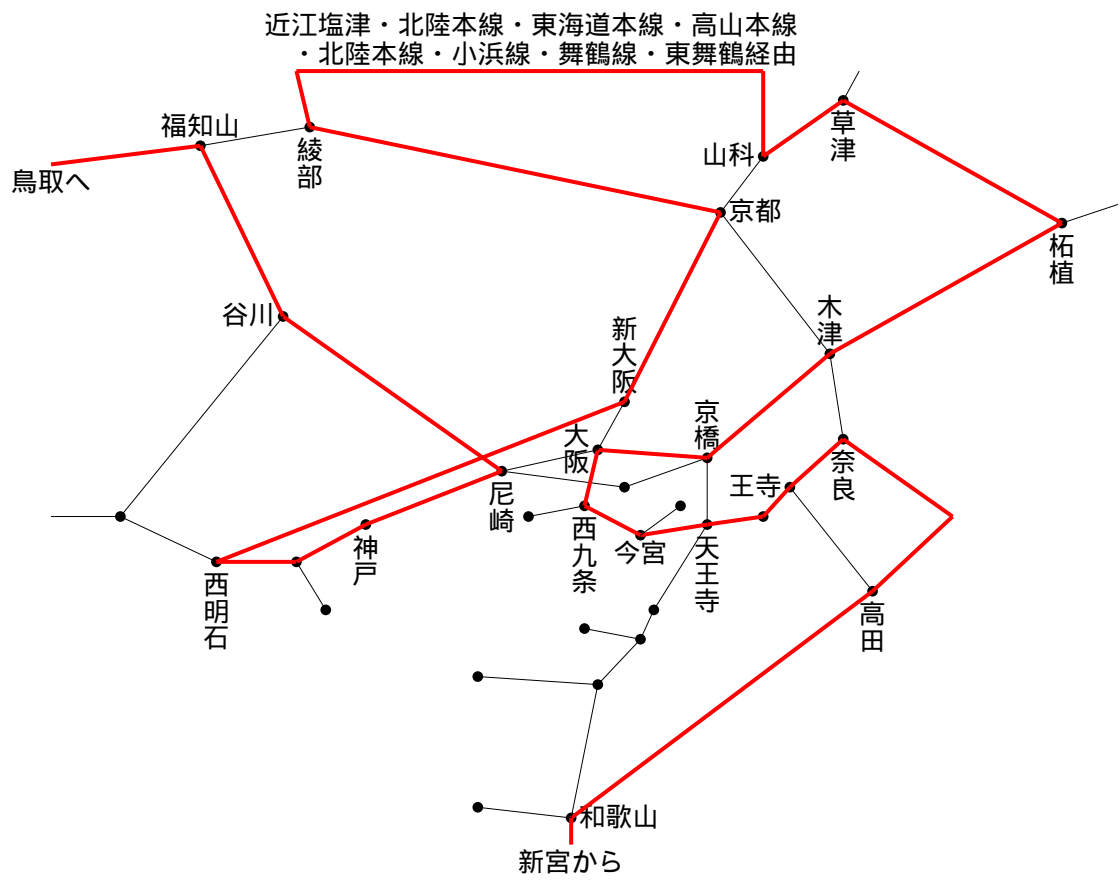 近江塩津・北陸本線・東海道本線・高山本線
・北陸本線・小浜線・舞鶴線・東舞鶴経由
福知山
綾部
草津
山科
鳥取へ
京都
柘植
谷川
木津
新大阪
京橋
大阪
奈良
王寺
尼崎
神戸
西九条
今宮
天王寺
西明石
高田
和歌山
新宮から